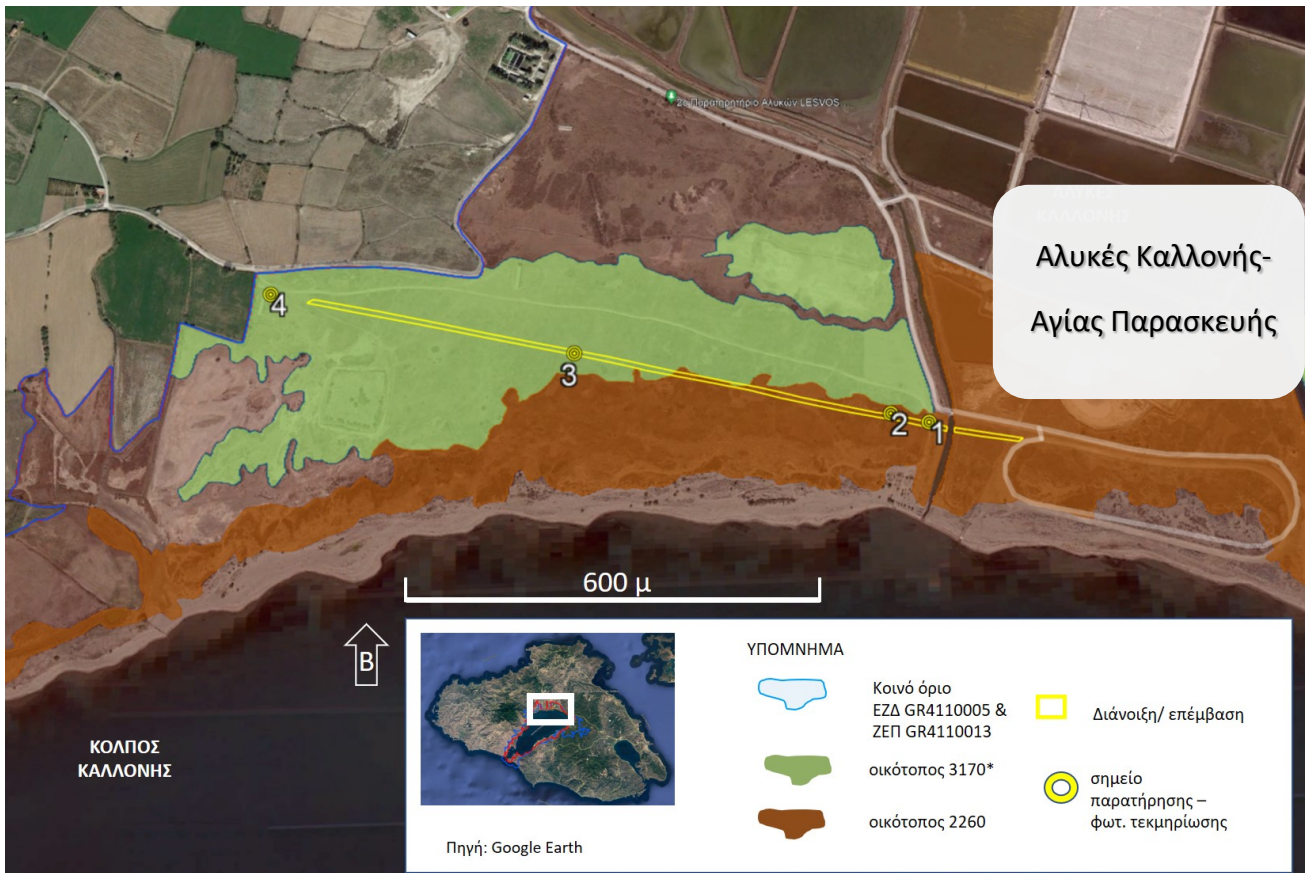 2ο Παρατηρητήριο Αλυκών LESVOS
ΚΑΛΛΟΝΗΣ
Αλυκές Καλλονής-
Αγίας Παρασκευής
4
3
2
1
600 μ
Β
ΚΟΛΠΟΣ
ΚΑΛΛΟΝΗΣ
ΥΠΟΜΝΗΜΑ
Κοινό όριο
ΕΖΔ GR4110005 &
ΖΕΠ GR4110013
οικότοπος 3170*
οικότοπος 2260
Διάνοιξη/ επέμβαση
σημείο
παρατήρησης –
φωτ. τεκμηρίωσης
Πηγή: Google Earth